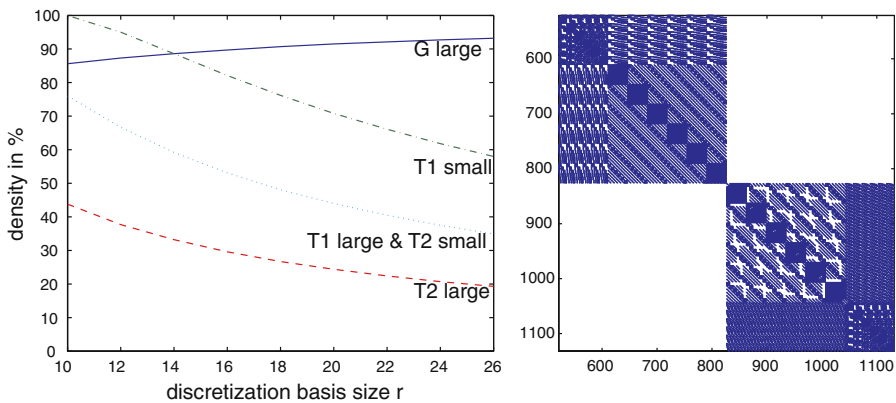 100
90
80
70
60
50
40
30
20
10
0
density in %
G large
T1 small
T1 large & T2 small
T2 large
10 12 14 16 18 20 22 24 26
discretization basis size r
600
700
800
900
1000
1100
600 700 800 900 1000 1100